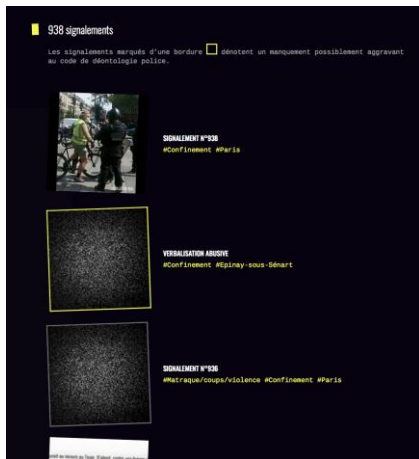 938 signalements
Les signalements marqués d'une bordure dénotent un manquement possiblement aggravant
au code de déontologie police.
SIGNALEMENT N°938
#Confinement #Paris
VERBALISATION ABUSIVE
#Confinement #Epinay-sous-Sénart
SIGNALEMENT N°936
#Matraque/coups/violence #Confinement #Paris